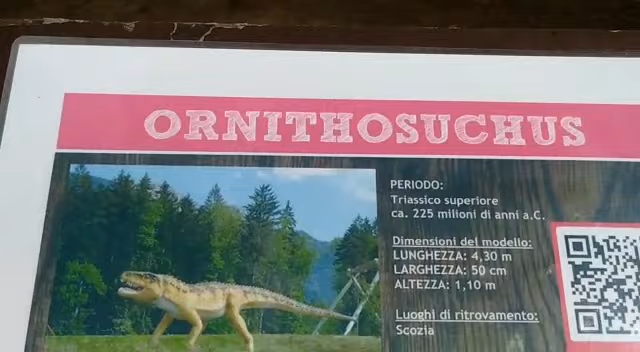 ORNITHOSUCHUS
PERIODO:
Triassico superiore
ca. 225 milioni di anni a.C.
Dimensioni del modello:
LUNGHEZZA: 4,30 m
LARGHEZZA: 50 cm
ALTEZZA: 1,10 m
Luoghi di ritrovamento:
Scozia